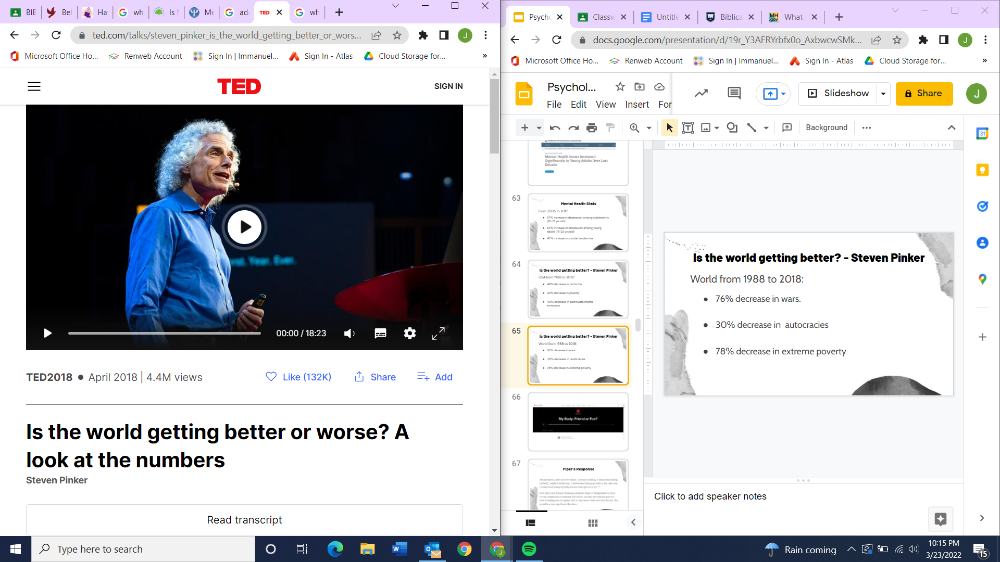 BIE
Bel
Ha
wh
Is I
Me
ad
TED
wh
ted.com/talks/steven_pinker_is_the_world_getting_better_or_wors...
J
Microsoft Office Ho...
Renweb Account
Sign In | Immanuel...
Sign In - Atlas
Cloud Storage for...
»
TED
SIGN IN
orst. Year. Ever.
00:00 / 18:23
TED2018 ● April 2018 | 4.4M views
Like (132K)
Share
Add
Is the world getting better or worse? A
look at the numbers
Steven Pinker
Read transcript
Psycho
Classw
Untitle
Biblica
MH gov
What
docs.google.com/presentation/d/19r_Y3AFRYrbfx0o_AxbwcwSMk...
J
Microsoft Office Ho...
Renweb Account
Sign In | Immanuel...
Sign In - Atlas
Cloud Storage for...
»
Psychol...
File Edit View Insert For
Slideshow
Share
J
Background
31
Mental Health Issues Increased
Significantly in Young Adults Over Last
Decade
63
Mental Health Stats
From 2005 to 2017:
● 57% increase in depression among adolescents
(10-17 yrs old)
● 63% increase in depression among young
adults (18-25 yrs old)
● 47% increase in suicidal tendencies
64
Is the world getting better? - Steven Pinker
USA from 1988 to 2018:
● 48% decrease in homicide
● 42% decrease in poverty
● 40% decrease in particulate matter
emissions.
65
Is the world getting better? - Steven Pinker
World from 1988 to 2018:
● 76% decrease in wars.
● 30% decrease in autocracies
● 78% decrease in extreme poverty
66
My Body: Friend or Foe?
67
Piper's Response
Is the world getting better? - Steven Pinker
World from 1988 to 2018:
● 76% decrease in wars.
● 30% decrease in autocracies
● 78% decrease in extreme poverty
Click to add speaker notes
Type here to search
Rain coming
10:15 PM
3/23/2022
15